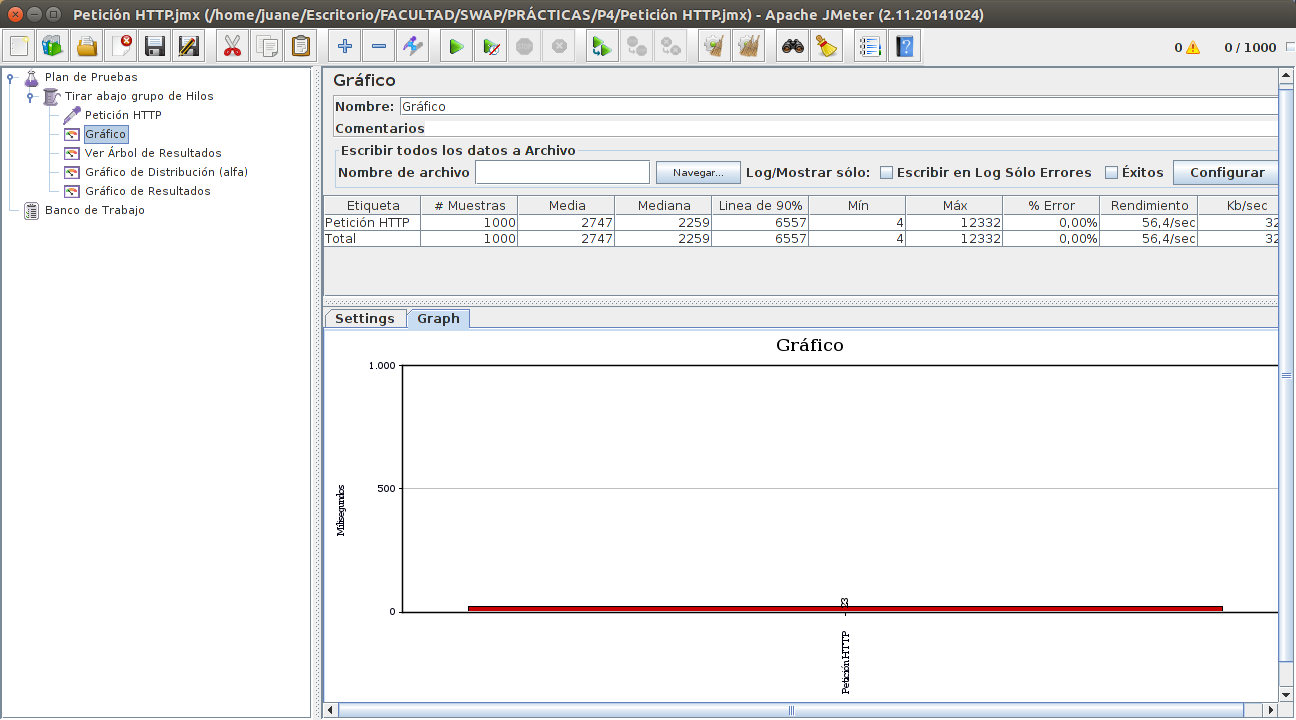 Petición HTTP.jmx (/home/juane/Escritorio/FACULTAD/SWAP/PRÁCTICAS/P4/Petición HTTP.jmx) - Apache JMeter (2.11.20141024)
0 0 / 1000
Plan de Pruebas
Tirar abajo grupo de Hilos
Petición HTTP
Gráfico
Ver Árbol de Resultados
Gráfico de Distribución (alfa)
Gráfico de Resultados
Banco de Trabajo
Gráfico
Nombre: Gráfico
Comentarios
Escribir todos los datos a Archivo
Nombre de archivo Navegar... Log/Mostrar sólo: Escribir en Log Sólo Errores Éxitos Configurar
Etiqueta # Muestras Media Mediana Linea de 90% Mín Máx % Error Rendimiento Kb/sec
Petición HTTP 1000 2747 2259 6557 4 12332 0,00% 56,4/sec 32
Total 1000 2747 2259 6557 4 12332 0,00% 56,4/sec 32
Settings Graph
Gráfico
1.000
500
0
Milisegundos
23
Petición HTTP